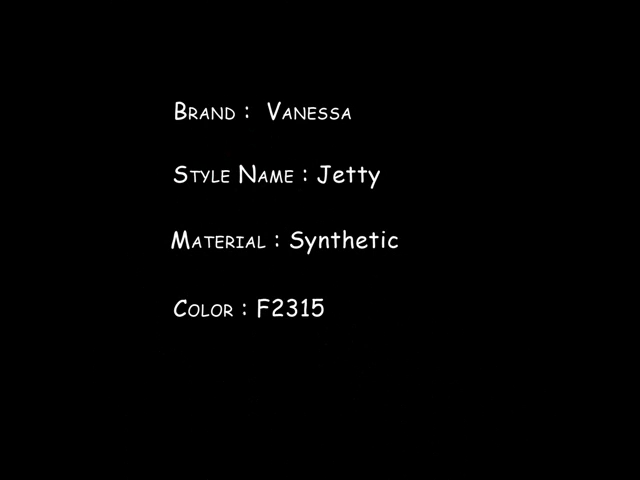 Brand :  Vanessa
Style Name : Jetty
Material : Synthetic
Color : F2315